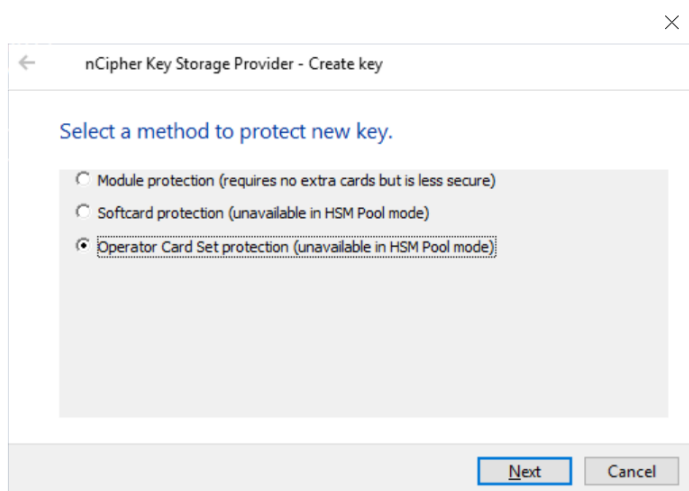 nCipher Key Storage Provider - Create key
Select a method to protect new key.
Module protection (requires no extra cards but is less secure)
Softcard protection (unavailable in HSM Pool mode)
Operator Card Set protection (unavailable in HSM Pool mode)
Next
Cancel